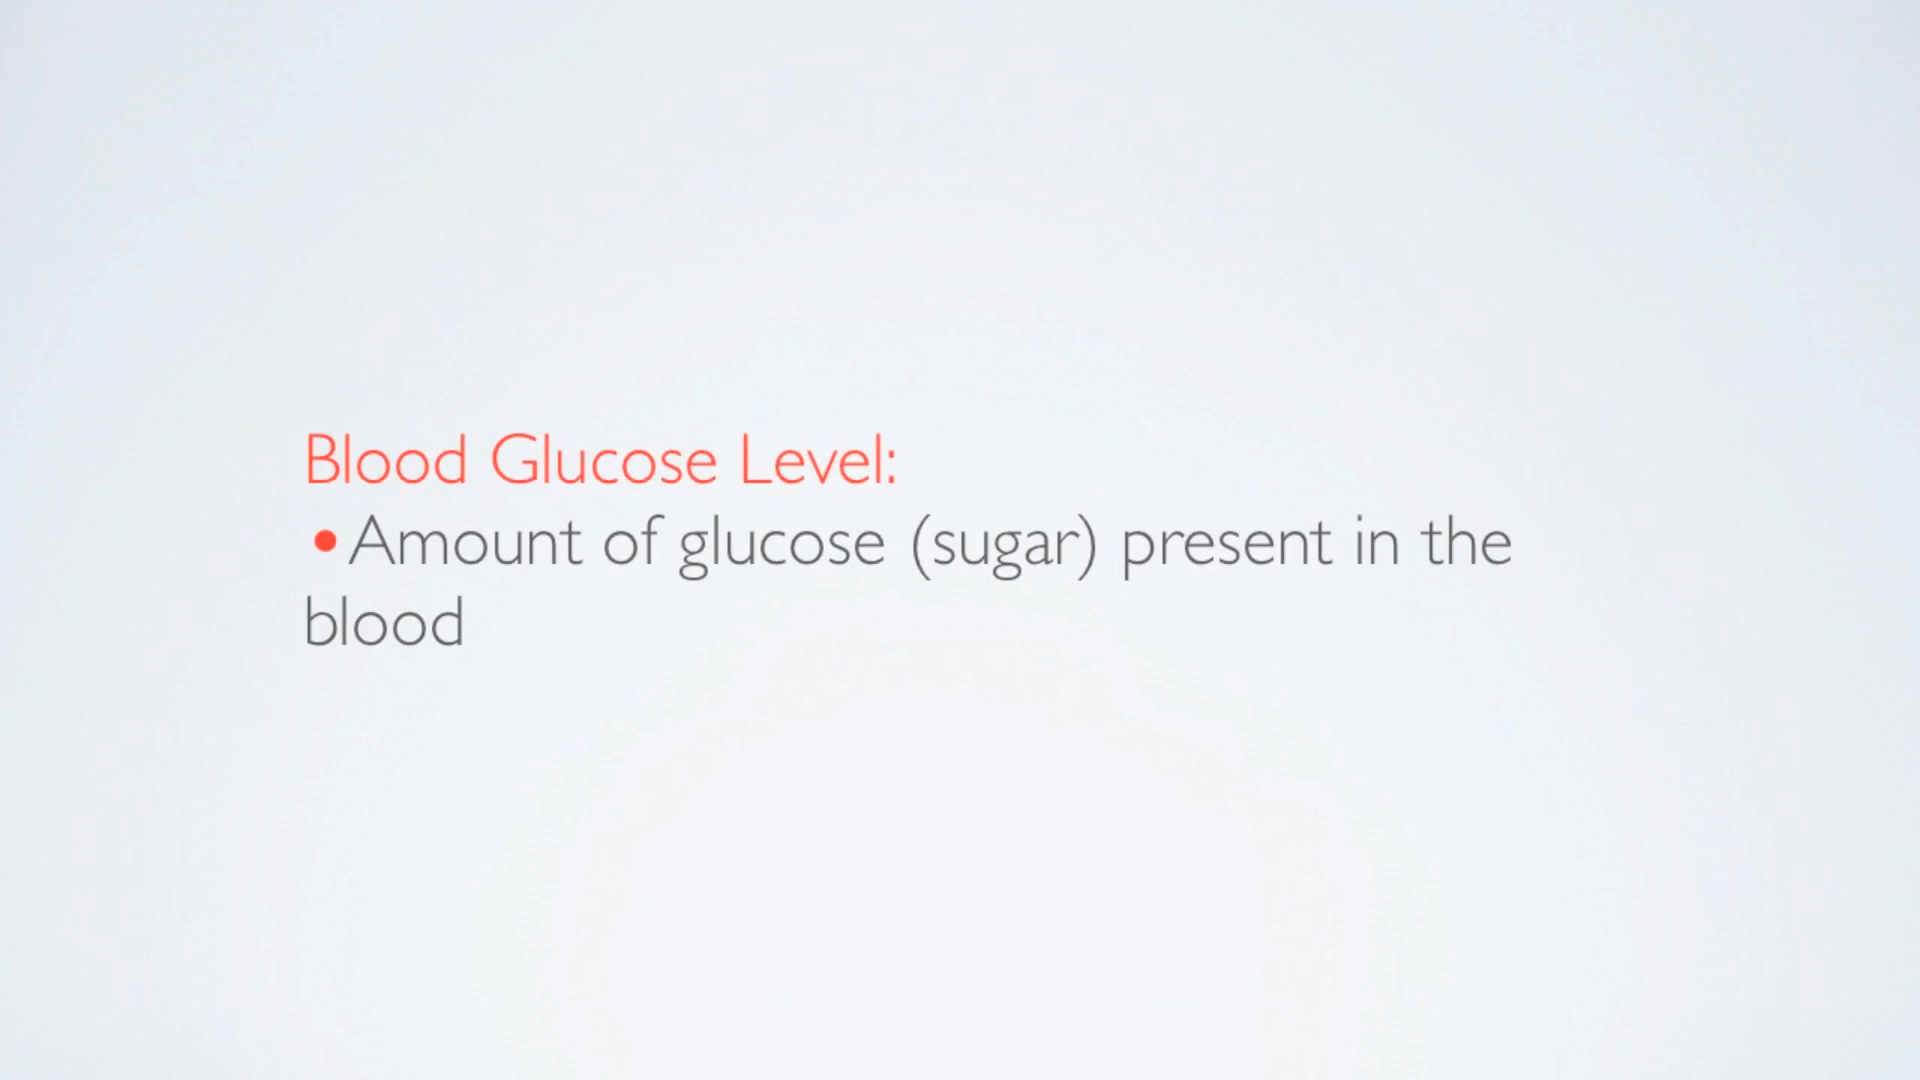 Blood Glucose Level:
•Amount of glucose (sugar) present in the
blood